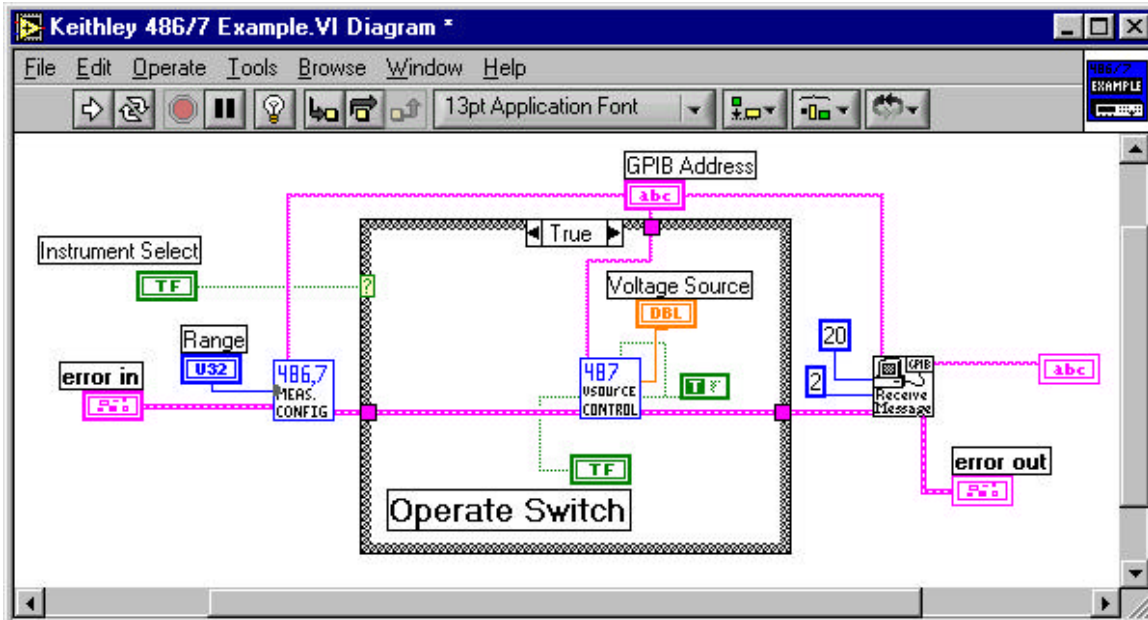 Keithley 486/7 Example.VI Diagram *
File Edit Operate Tools Browse Window Help
486/7
EXAMPLE
13pt Application Font
GPIB Address
abc
True
Instrument Select
TF
?
Voltage Source
DBL
Range
U32
20
error in
486,7
MEAS.
CONFIG
487
VSOURCE
CONTROL
T F
2
GPIB
Receive
Message
abc
TF
error out
Operate Switch